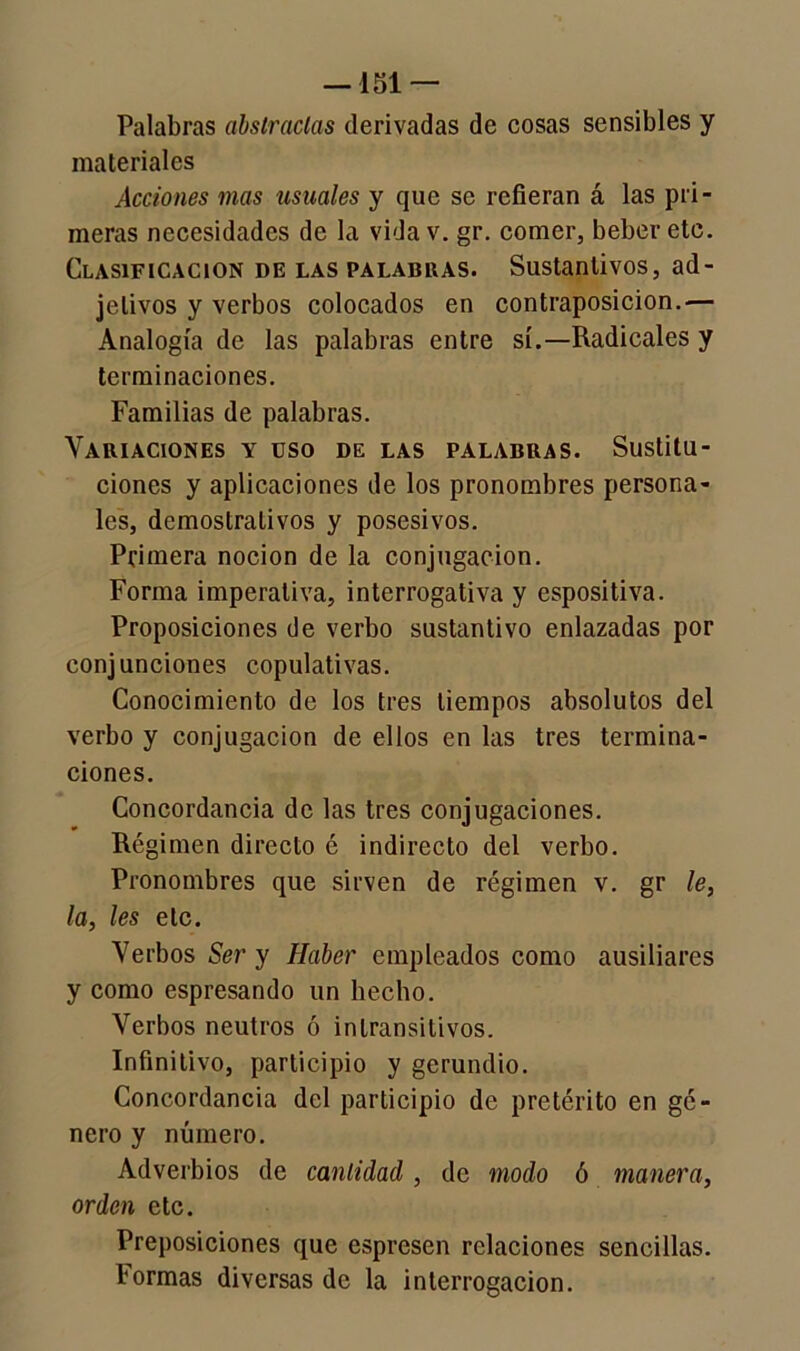 —151—
Palabras abstractas derivadas de cosas sensibles y
materiales
Acciones mas usuales y que se refieran á las pri-
meras necesidades de la vida v. gr. comer, beber etc.
CLASIFICACION DE LAS PALABRAS. Sustantivos, ad-
jetivos y verbos colocados en contraposicion.—
Analogía de las palabras entre sí.—Radicales y
terminaciones.
Familias de palabras.
VARIACIONES Y USO DE LAS PALABRAS. Sustitu-
ciones y aplicaciones de los pronombres persona-
les, demostrativos y posesivos.
Primera nocion de la conjugacion.
Forma imperativa, interrogativa y espositiva.
Proposiciones de verbo sustantivo enlazadas por
conjunciones copulativas.
Conocimiento de los tres tiempos absolutos del
verbo y conjugacion de ellos en las tres termina-
ciones.
Concordancia de las tres conjugaciones.
Régimen directo é indirecto del verbo.
Pronombres que sirven de régimen v. gr le,
la, les etc.
Verbos Ser y Haber empleados como ausiliares
y como espresando un hecho.
Verbos neutros ó intransitivos.
Infinitivo, participio y gerundio.
Concordancia del participio de pretérito en gé-
nero y número.
Adverbios de cantidad , de modo ó manera,
orden etc.
Preposiciones que espresen relaciones sencillas.
Formas diversas de la interrogacion.